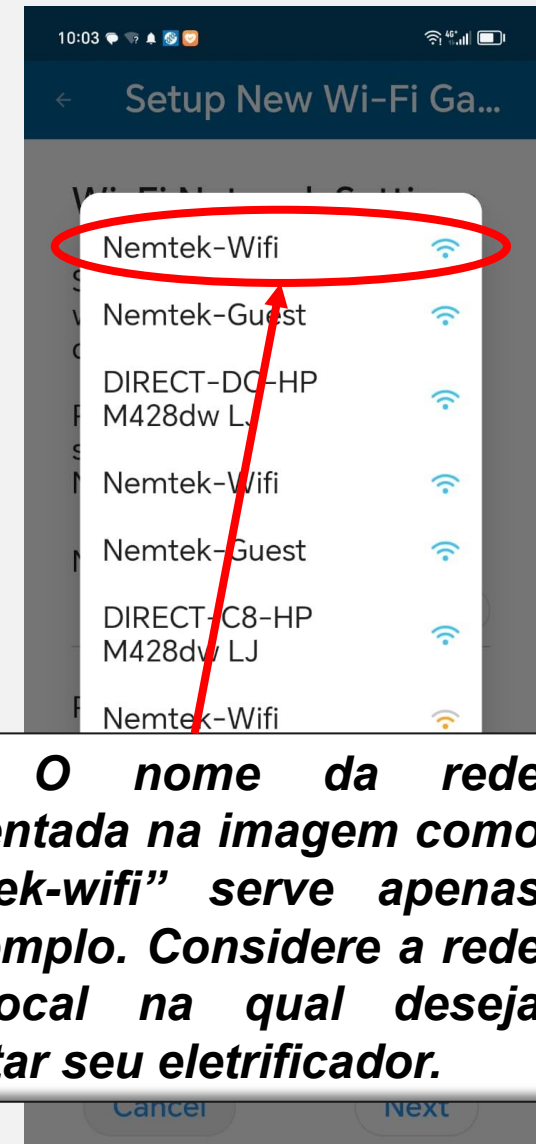 10:03
Setup New Wi-Fi Ga...
Nemtek-Wifi
Nemtek-Guest
DIRECT-DC-HP
M428dw LJ
Nemtek-Wifi
Nemtek-Guest
DIRECT-C8-HP
M428dw LJ
Nemtek-Wifi
O nome da rede
entada na imagem como
ek-wifi” serve apenas
emplo. Considere a rede
ocal na qual deseja
tar seu eletrificador.
Cancel Next